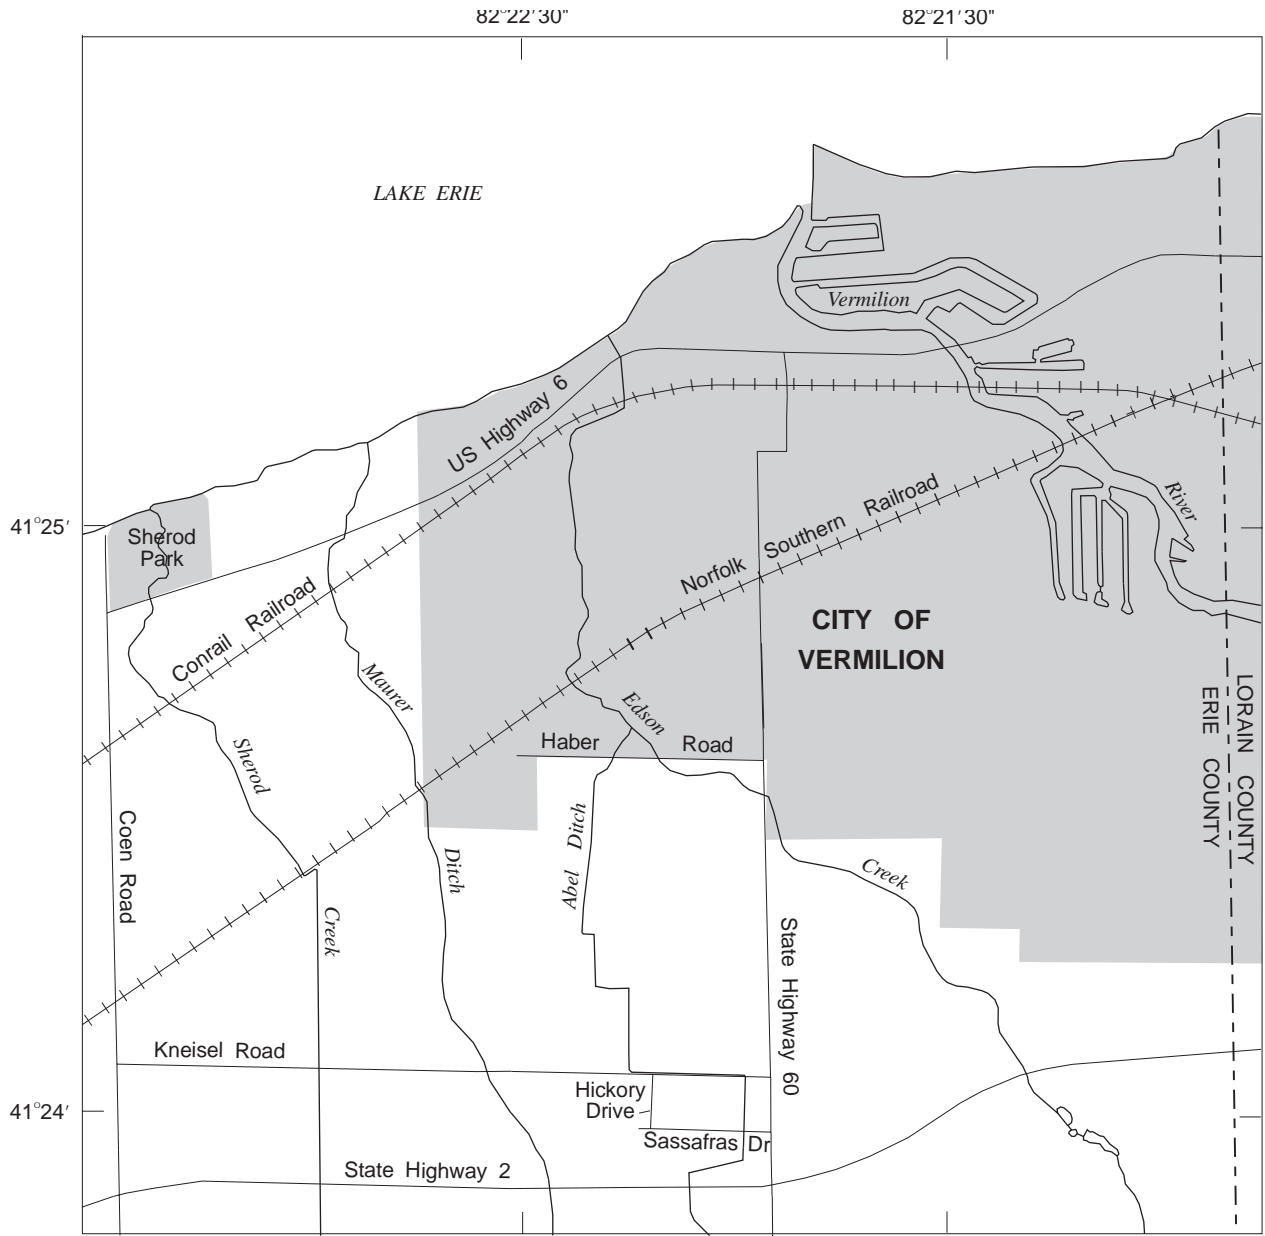 82°22'30"
82°21'30"
LAKE ERIE
Vermilion
US Highway 6
41°25'
Sherod
Park
River
Norfolk Southern Railroad
Conrail Railroad
CITY OF
VERMILION
Maurer
Edson
Haber Road
Sherod
LORAIN COUNTY
ERIE COUNTY
Coen Road
Abel Ditch
Ditch
Creek
Creek
State Highway 60
Kneisel Road
Hickory
Drive
41°24'
Sassafras Dr
State Highway 2